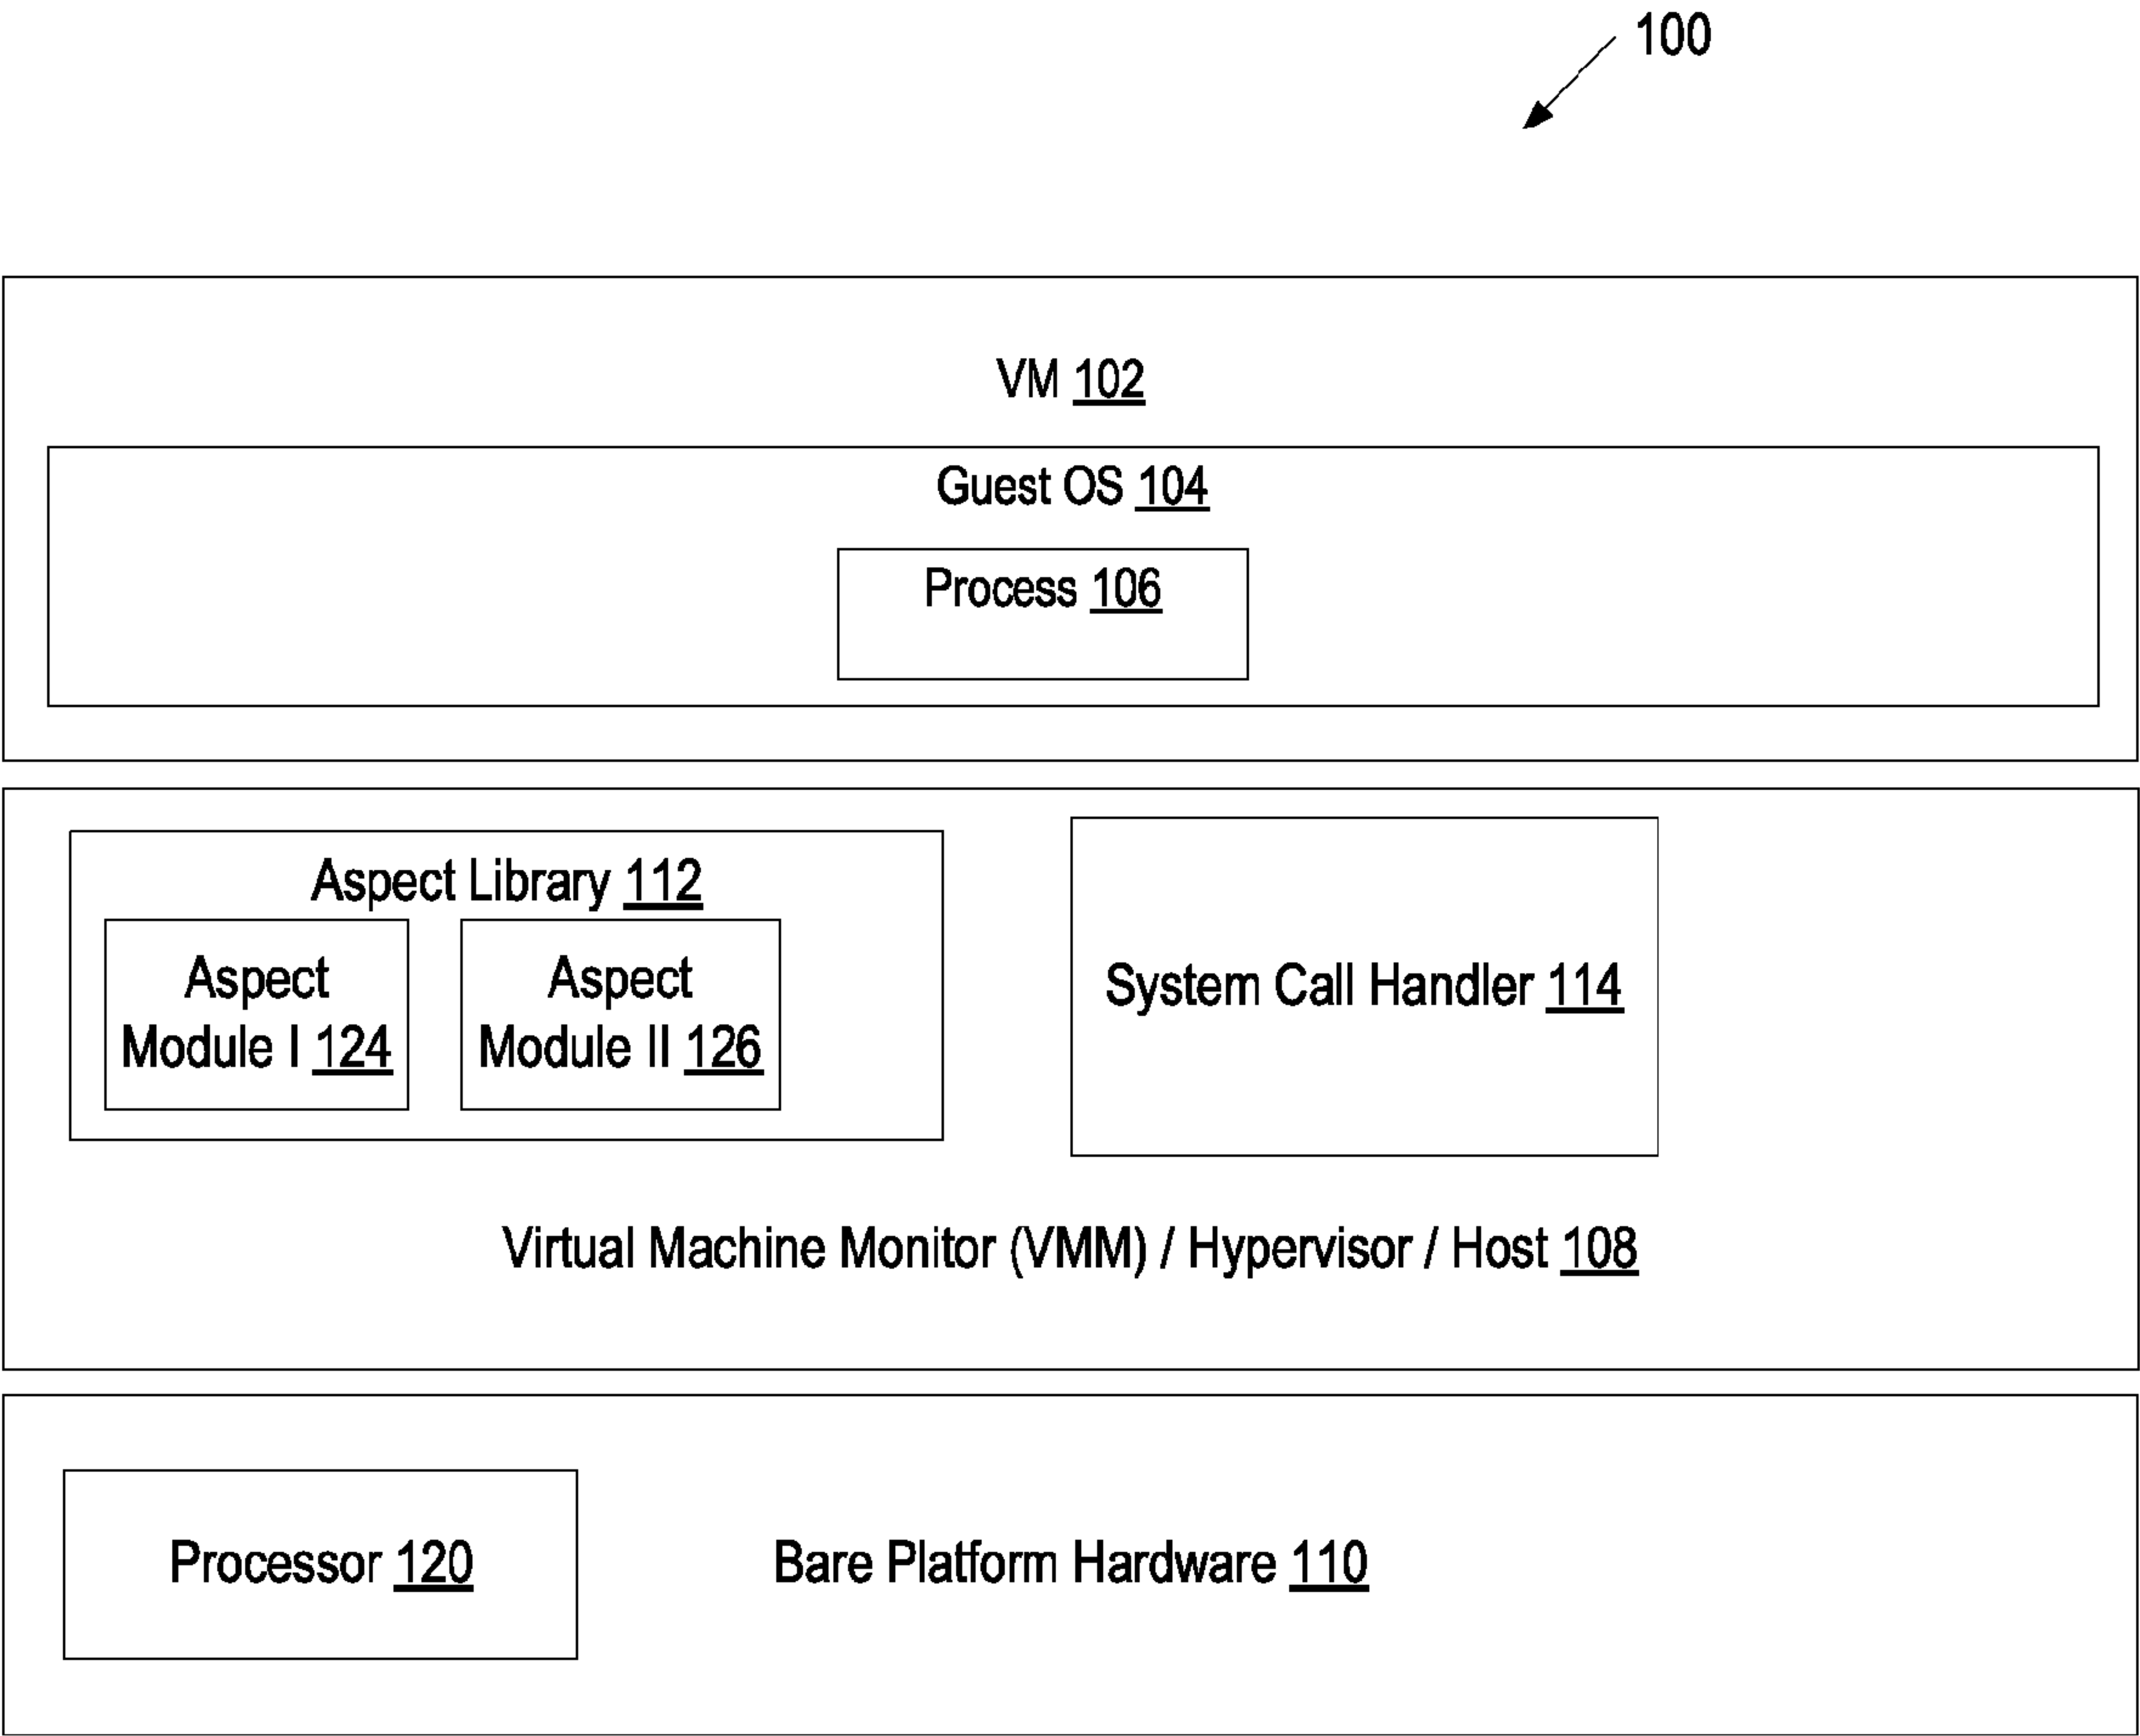 100
VM 102
Guest OS 104
Process 106
Aspect Library 112
Aspect
Module I 124
Aspect
Module II 126
System Call Handler 114
Virtual Machine Monitor (VMM) / Hypervisor / Host 108
Processor 120
Bare Platform Hardware 110